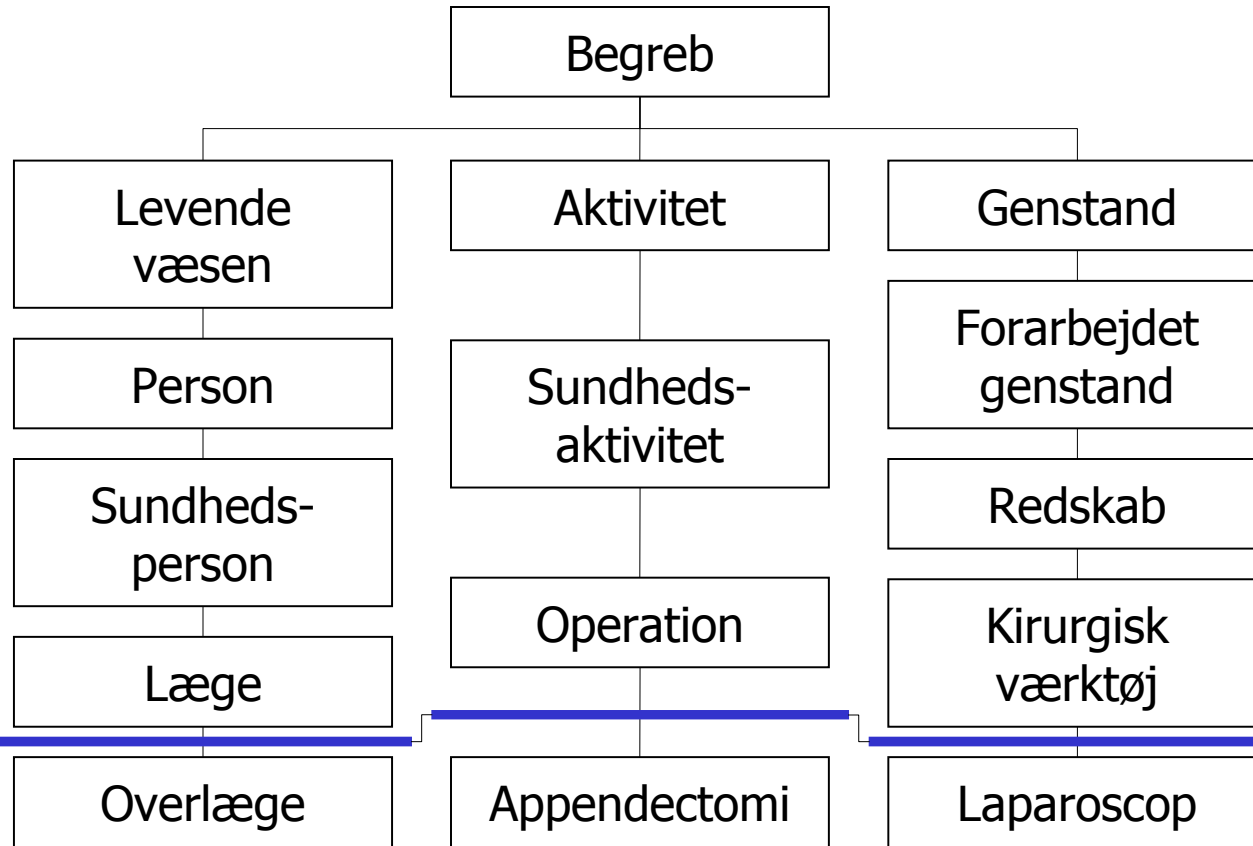 Begreb
Levende
væsen
Aktivitet
Genstand
Person
Sundheds-
aktivitet
Forarbejdet
genstand
Sundheds-
person
Redskab
Læge
Operation
Kirurgisk
værktøj
Overlæge
Appendectomi
Laparoscop